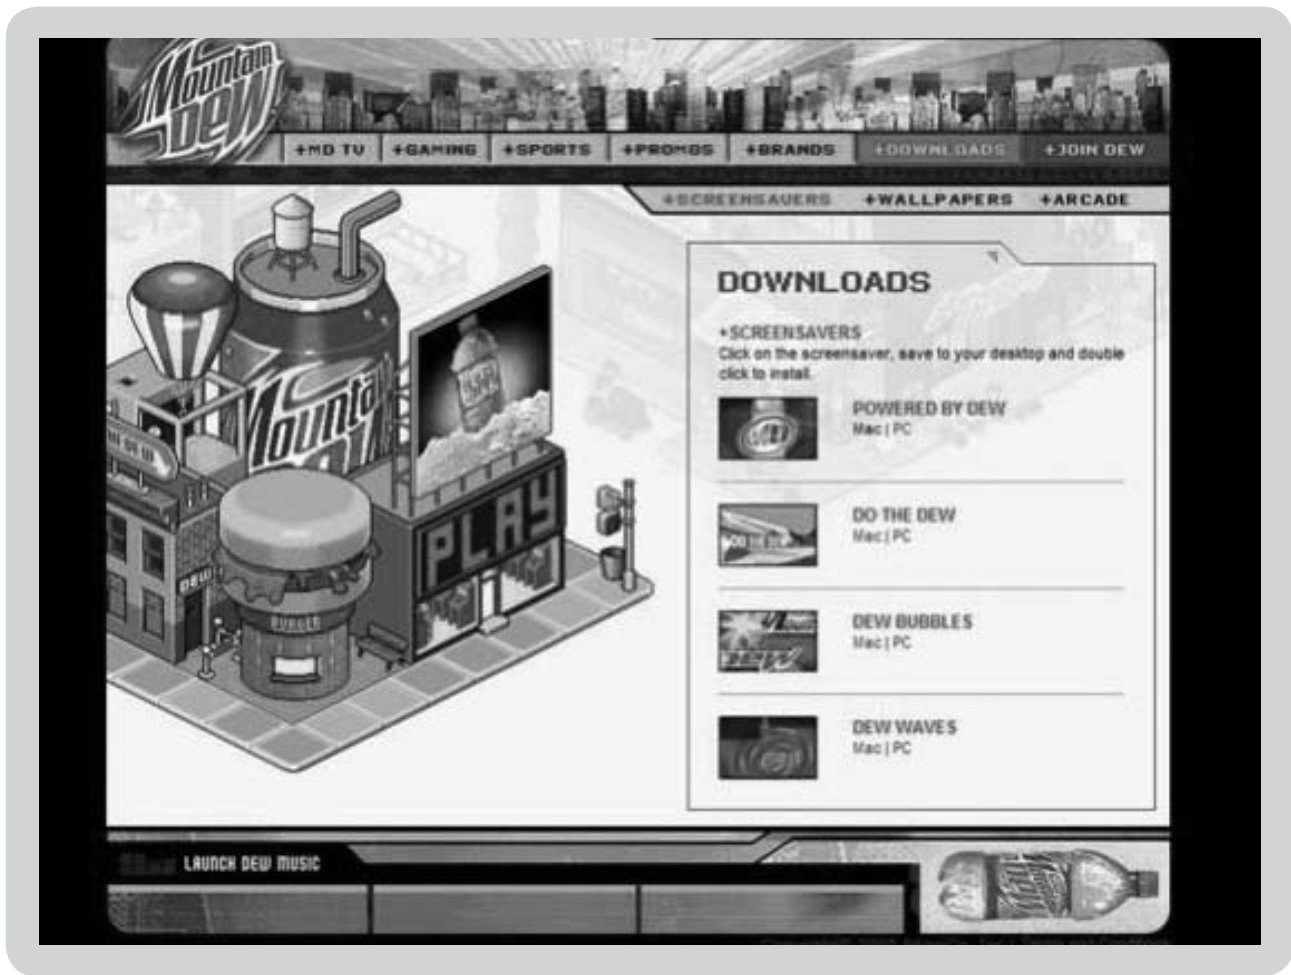 Mountain
DEW
+MD TV +GAMING +SPORTS +PROMOS +BRANDS +DOWNLOADS +JOIN DEW
+SCREENSAVERS +WALLPAPERS +ARCADE
DOWNLOADS
+SCREENSAVERS
Click on the screensaver, save to your desktop and double
click to install.
POWERED BY DEW
Mac | PC
DO THE DEW
Mac | PC
DEW BUBBLES
Mac | PC
DEW WAVES
Mac | PC
Mounta
PLAY
DEW
BURGER
LAUNCH DEW MUSIC